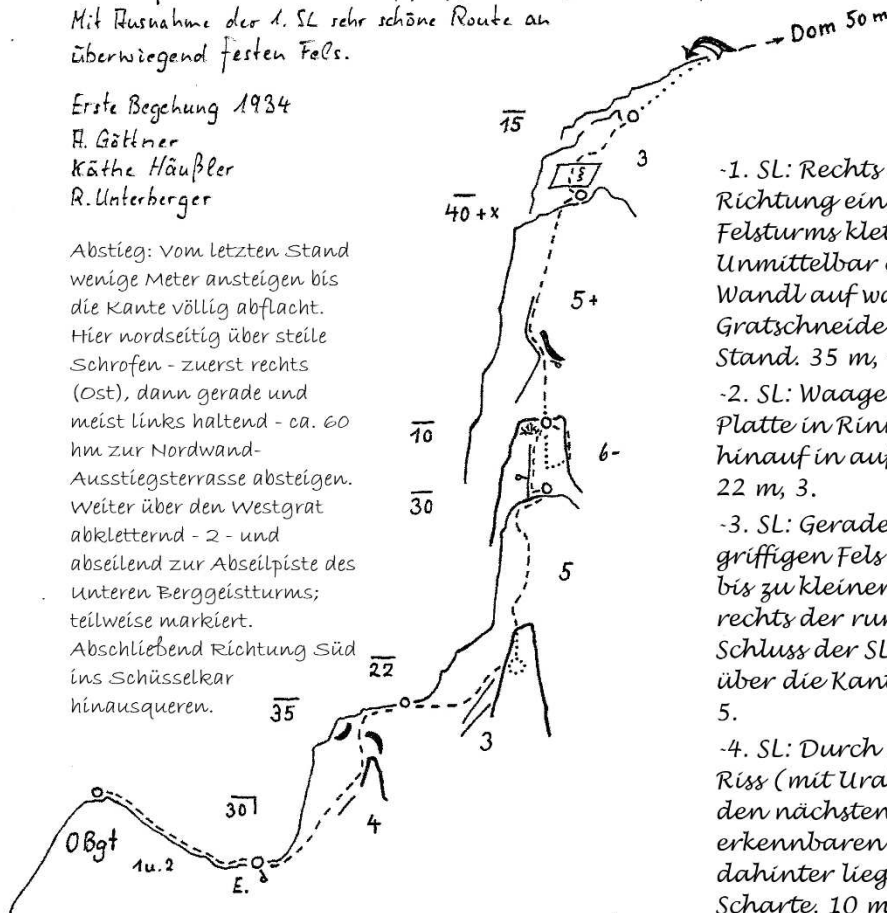 Mit Ausnahme der 1. SL sehr schöne Route an
überwiegend festen Fels.
Erste Begehung 1934
A. Göttner
Käthe Häußler
R. Unterberger
Abstieg: Vom letzten Stand
wenige Meter ansteigen bis
die Kante völlig abflacht.
Hier nordseitig über steile
Schrofen - zuerst rechts
(Ost), dann gerade und
meist links haltend - ca. 60
hm zur Nordwand-
Ausstiegsterrasse absteigen.
Weiter über den Westgrat
abkletternd - 2 - und
abseilend zur Abseilpiste des
Unteren Berggeistturms;
teilweise markiert.
Abschließend Richtung Süd
ins Schüsselkar
hinausqueren.
Dom 50 m
15
3
40 + x
5+
10
6-
30
5
22
35
3
30
4
OBgt
1u.2
E.
-1. SL: Rechts
Richtung ein
Felsturms klet
Unmittelbar
Wandl auf wa
Gratschneide
Stand. 35 m,
-2. SL: Waage
Platte in Rin
hinauf in au
22 m, 3.
-3. SL: Gerade
griffigen Fels
bis zu kleiner
rechts der ru
Schluss der SL
über die Kan
5.
-4. SL: Durch
Riss (mit Ura
den nächsten
erkennbaren
dahinter lieg
Scharte. 10 m